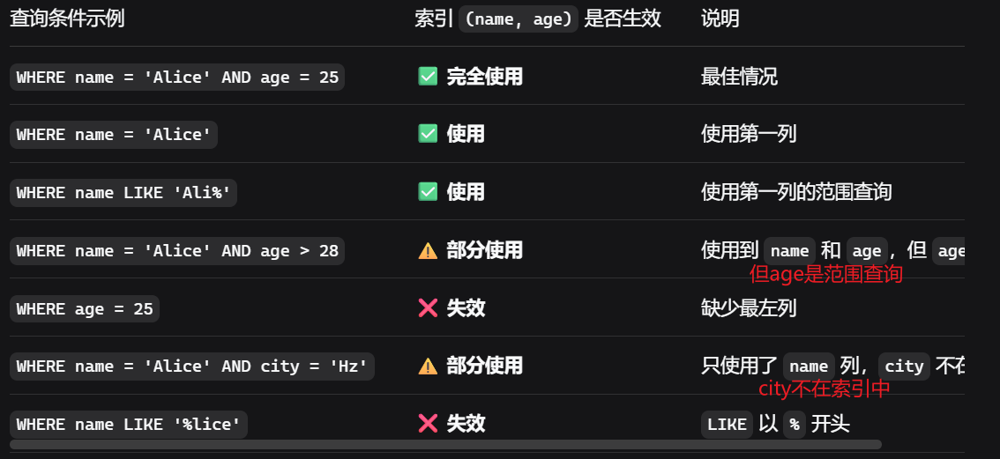 查询条件示例 索引 (name, age) 是否生效 说明
WHERE name = 'Alice' AND age = 25 ✅ 完全使用 最佳情况
WHERE name = 'Alice' ✅ 使用 使用第一列
WHERE name LIKE 'Ali%' ✅ 使用 使用第一列的范围查询
WHERE name = 'Alice' AND age > 28 ⚠️ 部分使用 使用到 name 和 age，但 age
但age是范围查询
WHERE age = 25 ❌ 失效 缺少最左列
WHERE name = 'Alice' AND city = 'Hz' ⚠️ 部分使用 只使用了 name 列，city 不在
city不在索引中
WHERE name LIKE '%lice' ❌ 失效 LIKE 以 % 开头